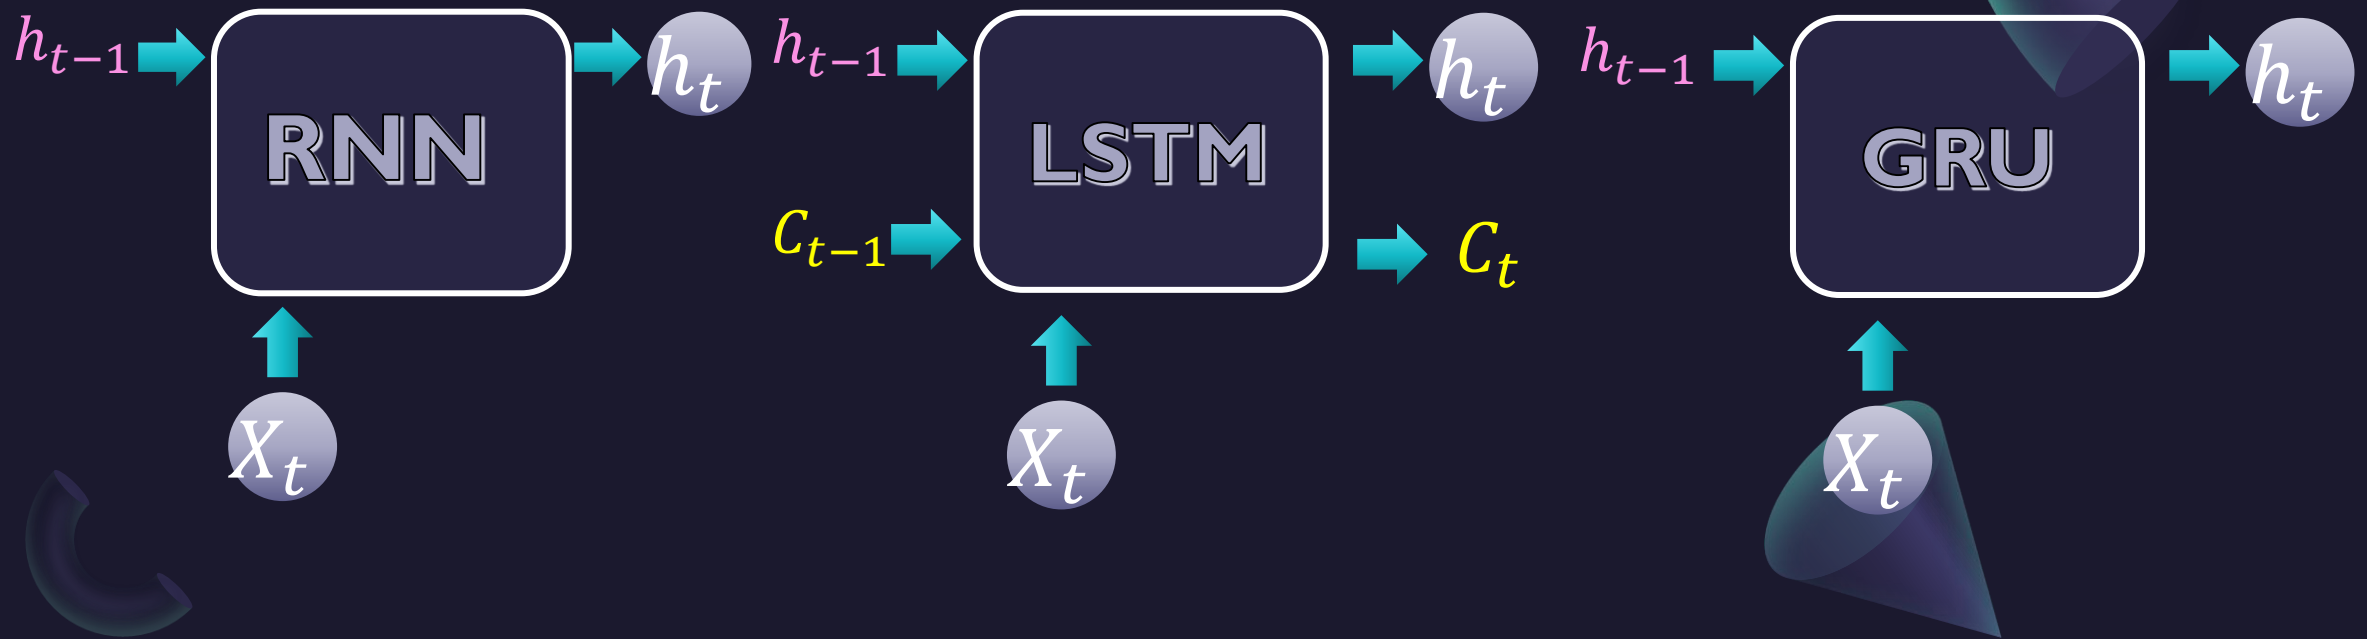 h_{t-1}
RNN
h_t
X_t
h_{t-1}
C_{t-1}
LSTM
h_t
C_t
X_t
h_{t-1}
GRU
h_t
X_t